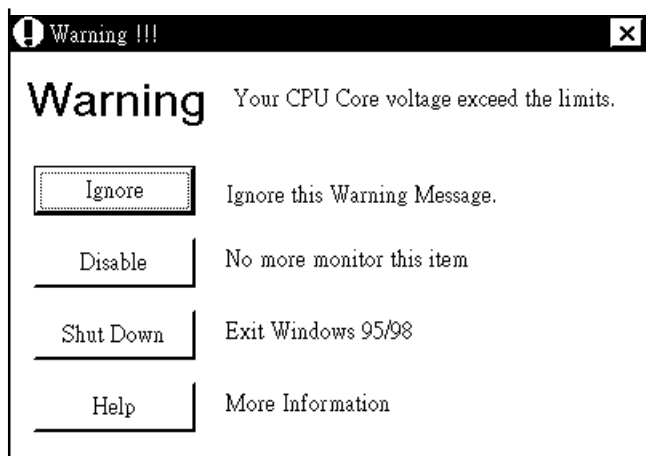 Warning !!!
Warning Your CPU Core voltage exceed the limits.
Ignore Ignore this Warning Message.
Disable No more monitor this item
Shut Down Exit Windows 95/98
Help More Information